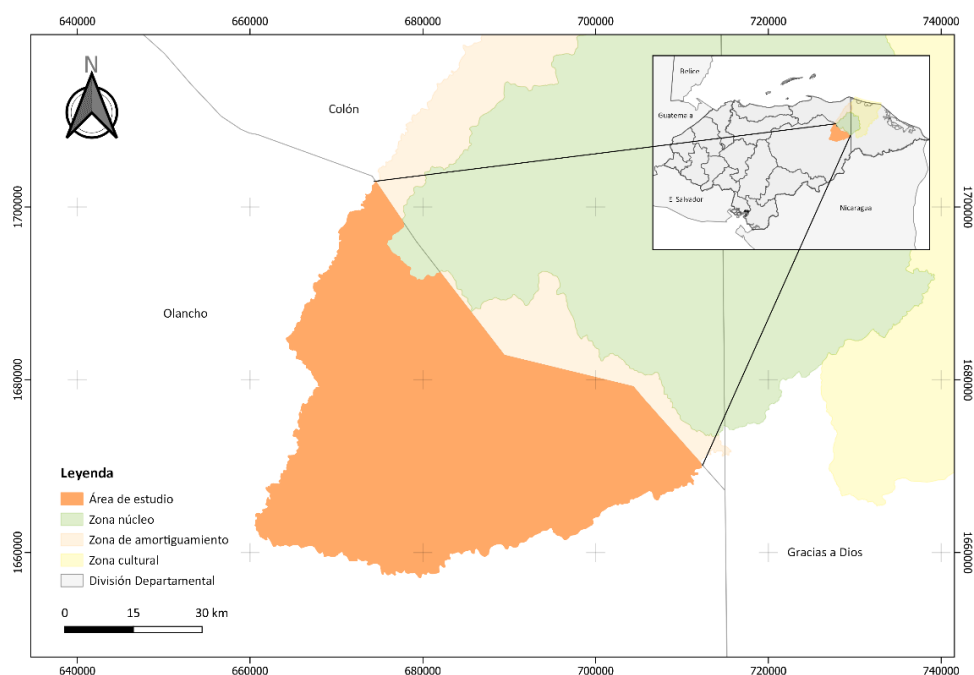 640000 660000 680000 700000 720000 740000
N
Colón
Belice
Guatemala
El Salvador
Nicaragua
1700000 1700000
Olancho
1680000 1680000
Leyenda
Área de estudio
Zona núcleo
Zona de amortiguamiento
Zona cultural
División Departamental
1660000 1660000
Gracias a Dios
0 15 30 km
640000 660000 680000 700000 720000 740000